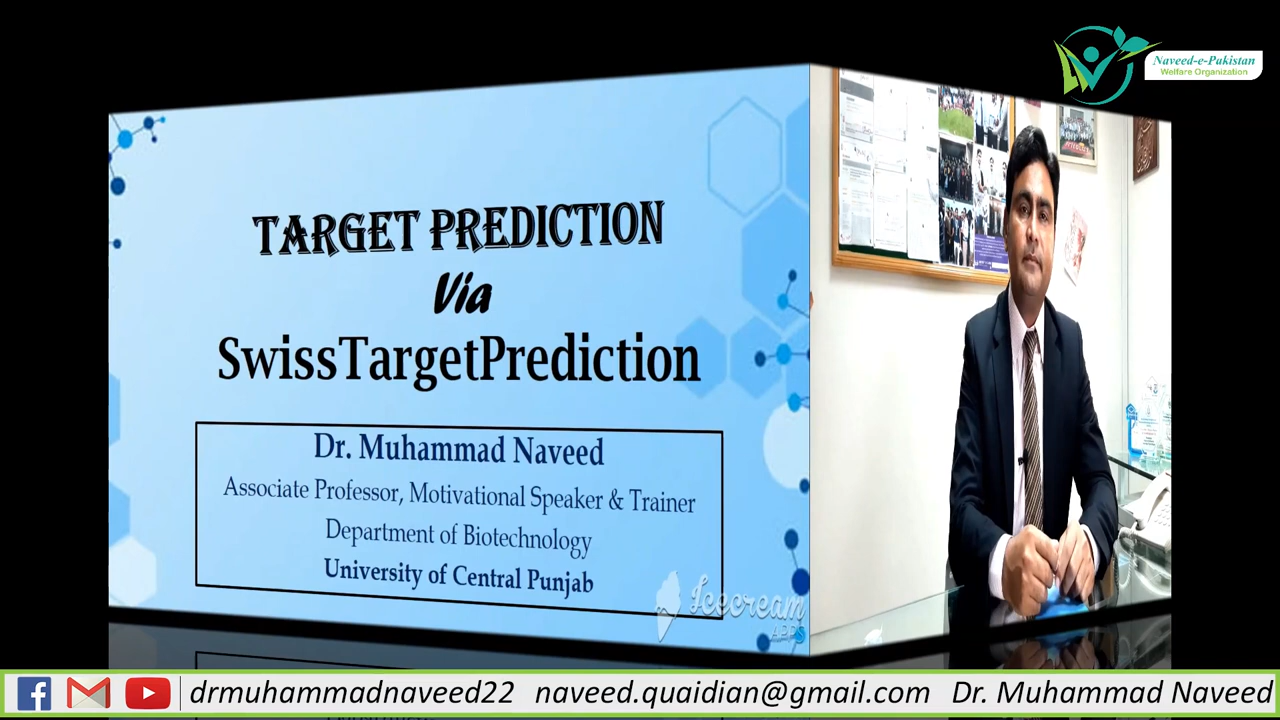 Naveed-e-Pakistan
Welfare Organization
TARGET PREDICTION
Via
SwissTargetPrediction
Dr. Muhammad Naveed
Associate Professor, Motivational Speaker & Trainer
Department of Biotechnology
University of Central Punjab
Icecream
APPS
drmuhammadnaveed22 naveed.quaidian@gmail.com Dr. Muhammad Naveed